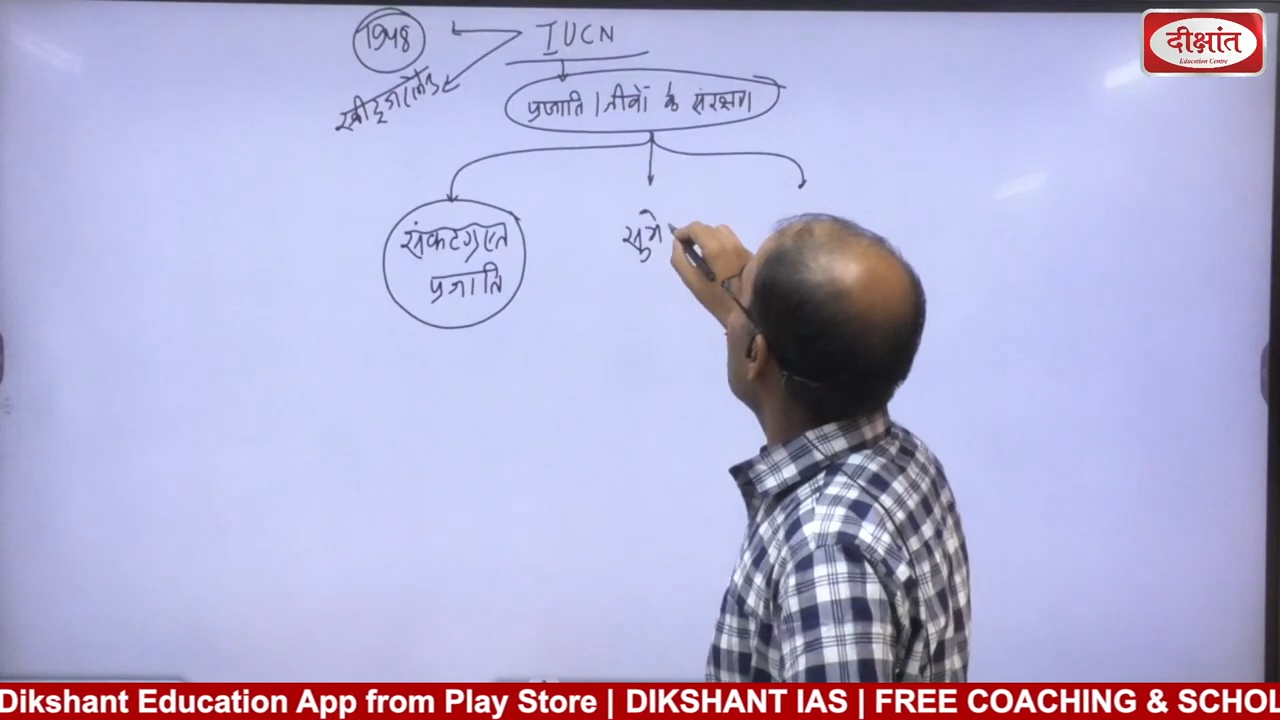 1948
IUCN
स्वीट्जरलैंड
प्रजाति / जीवों के संरक्षण
संकटग्रस्त
प्रजाति
सुभे
दीक्षांत
Education Centre
Dikshant Education App from Play Store | DIKSHANT IAS | FREE COACHING & SCHOL